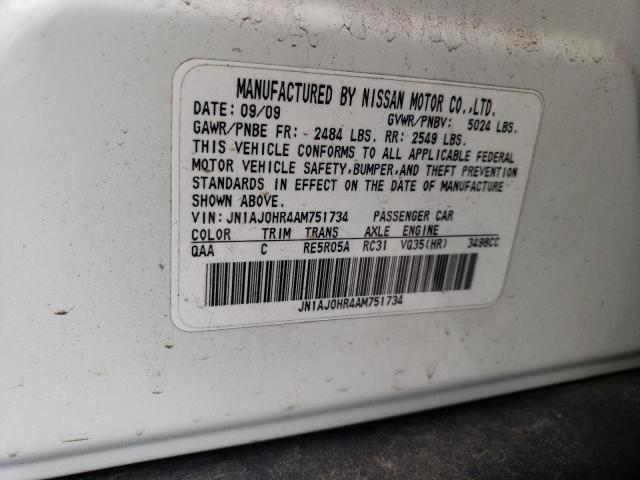 MANUFACTURED BY NISSAN MOTOR CO.,LTD.
DATE: 09/09 GVWR/PNBV: 5024 LBS.
GAWR/PNBE FR: 2484 LBS. RR: 2549 LBS.
THIS VEHICLE CONFORMS TO ALL APPLICABLE FEDERAL
MOTOR VEHICLE SAFETY,BUMPER,AND THEFT PREVENTION
STANDARDS IN EFFECT ON THE DATE OF MANUFACTURE
SHOWN ABOVE.
VIN: JN1AJ0HR4AM751734 PASSENGER CAR
COLOR TRIM TRANS AXLE ENGINE
QAA C RE5R05A RC31 VQ35(HR) 3498CC
JN1AJ0HR4AM751734